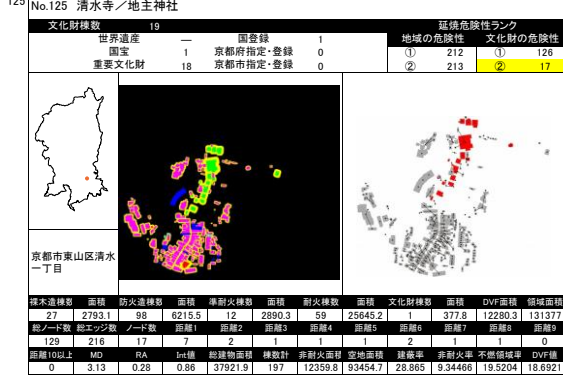 125 No.125 清水寺／地主神社
文化財棟数 19 延焼危険性ランク
世界遺産 ― 国登録 1 地域の危険性 文化財の危険性
国宝 1 京都府指定・登録 0 ① 212 ① 126
重要文化財 18 京都市指定・登録 0 ② 213 ② 17
京都市東山区清水
一丁目
裸木造棟数 面積 防火造棟数 面積 準耐火棟数 面積 耐火棟数 面積 文化財棟数 面積 DVF面積 領域面積
27 2793.1 98 6215.5 12 2890.3 59 25645.2 1 377.8 12280.3 131377
総ノード数 総エッジ数 ノード数 距離1 距離2 距離3 距離4 距離5 距離6 距離7 距離8 距離9
129 216 17 7 2 1 1 1 2 1 1 0
距離10以上 MD RA Int値 総建物面積 棟数計 非耐火面積 空地面積 建蔽率 非耐火率 不燃領域率 DVF値
0 3.13 0.28 0.86 37921.9 197 12359.8 93454.7 28.865 9.34466 19.5204 18.6921